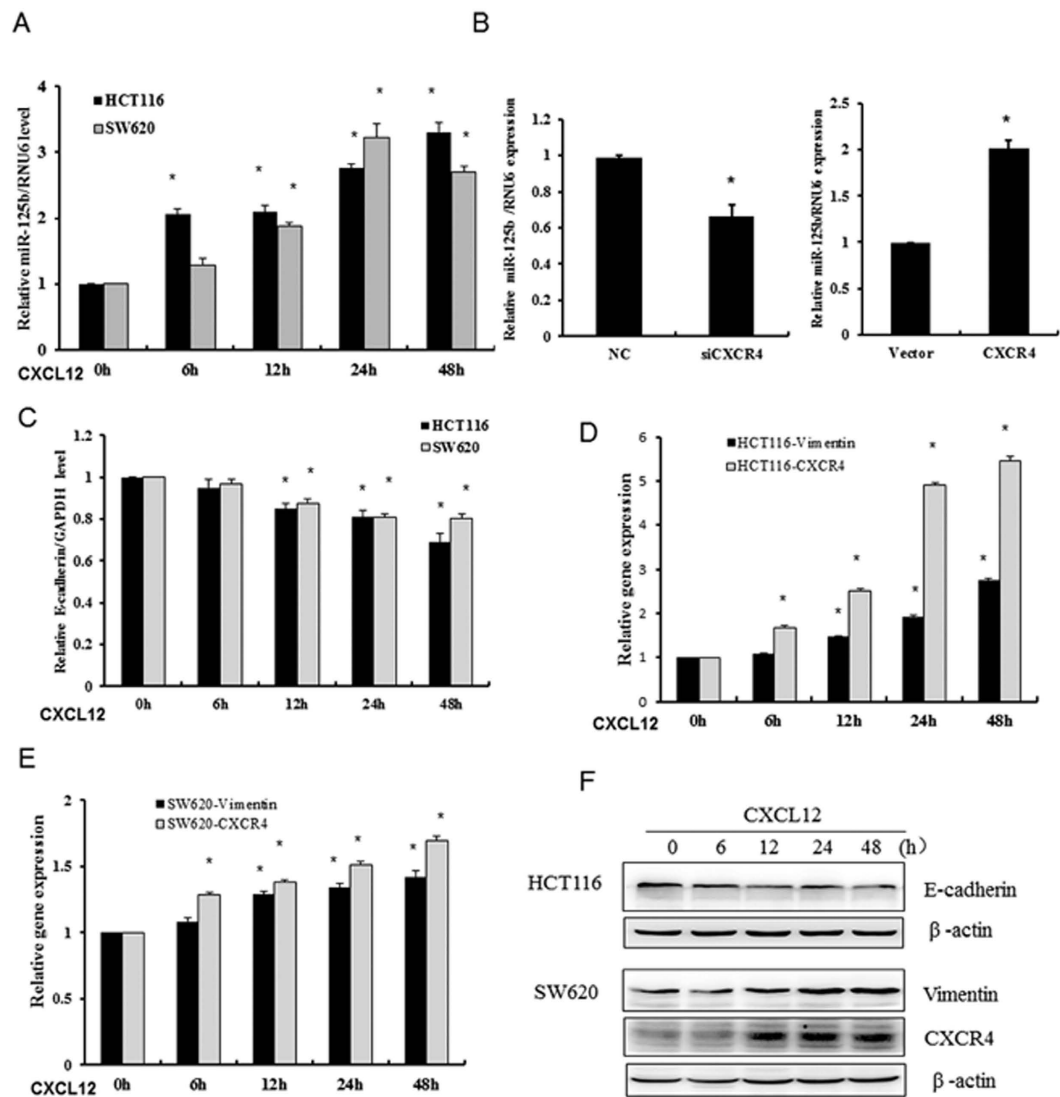 A
Relative miR-125b/RNU6 level
4
3
2
1
0
HCT116
SW620
*
*
*
*
*
*
*
CXCL12
0h
6h
12h
24h
48h
B
Relative miR-125b /RNU6 expression
1.2
1
0.8
0.6
0.4
0.2
0
*
NC
siCXCR4
Relative miR-125b/RNU6 expression
2.5
2
1.5
1
0.5
0
*
Vector
CXCR4
C
Relative E-cadherin/GAPDH level
1.2
1
0.8
0.6
0.4
0.2
0
HCT116
SW620
* *
* *
*
*
CXCL12
0h
6h
12h
24h
48h
D
Relative gene expression
6
5
4
3
2
1
0
HCT116-Vimentin
HCT116-CXCR4
*
*
*
*
*
*
*
CXCL12
0h
6h
12h
24h
48h
E
Relative gene expression
2
1.5
1
0.5
0
SW620-Vimentin
SW620-CXCR4
*
*
*
*
*
*
*
CXCL12
0h
6h
12h
24h
48h
F
CXCL12
0 6 12 24 48 (h)
HCT116
E-cadherin
β-actin
SW620
Vimentin
CXCR4
β-actin